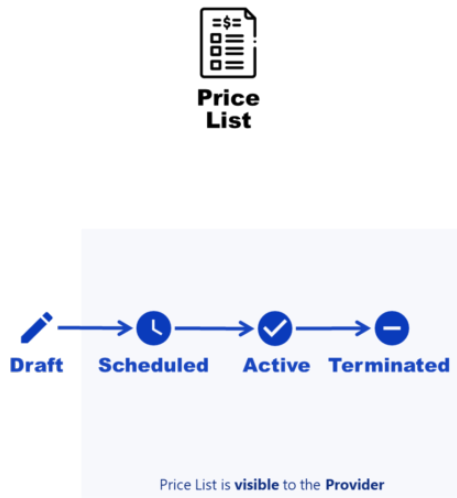 =$=
Price
List
Draft
Scheduled
Active
Terminated
Price List is visible to the Provider